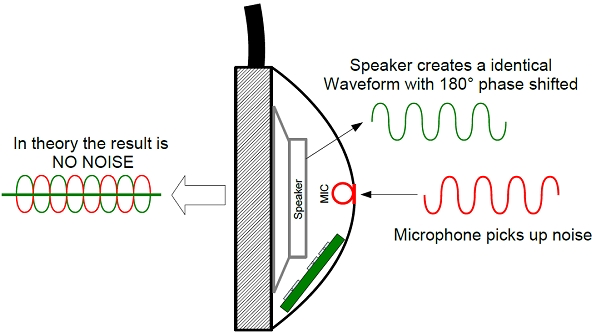 Speaker creates a identical
Waveform with 180° phase shifted
In theory the result is
NO NOISE
Speaker
MIC
Microphone picks up noise